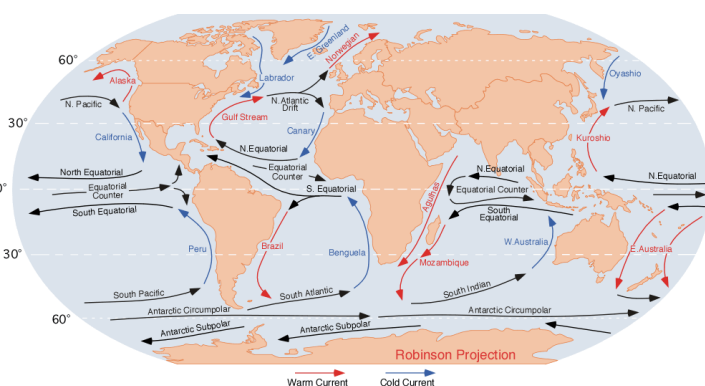 E. Greenland
Norwegian
60°
Labrador
Oyashio
Alaska
N. Pacific
N. Atlantic
Drift
N. Pacific
Gulf Stream
30°
California
Canary
Kuroshio
N.Equatorial
North Equatorial
Equatorial
Counter
N.Equatorial
N.Equatorial
0°
Equatorial
Counter
S. Equatorial
Agulhas
Equatorial Counter
South Equatorial
South
Equatorial
Peru
Brazil
Benguela
W.Australia
E.Australia
30°
Mozambique
South Pacific
South Atlantic
South Indian
Antarctic Circumpolar
Antarctic Circumpolar
60°
Antarctic Subpolar
Antarctic Subpolar
Robinson Projection
Warm Current
Cold Current